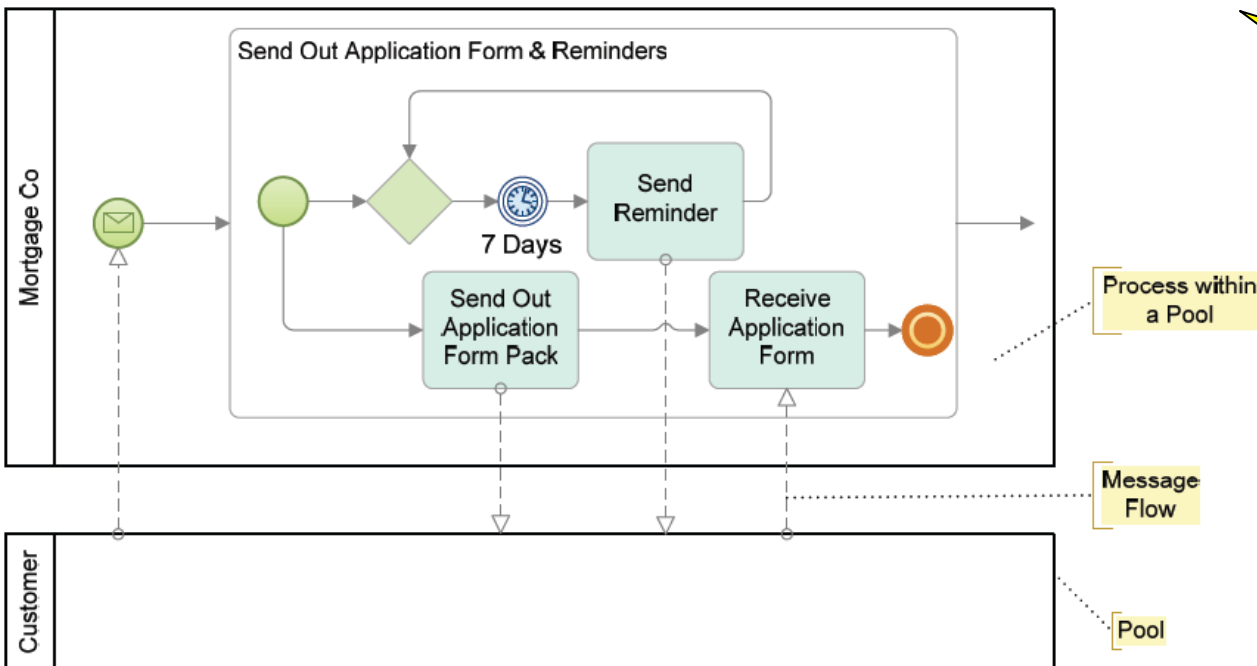 Mortgage Co
Send Out Application Form & Reminders
Send
Reminder
7 Days
Send Out
Application
Form Pack
Receive
Application
Form
Process within
a Pool
Message
Flow
Customer
Pool